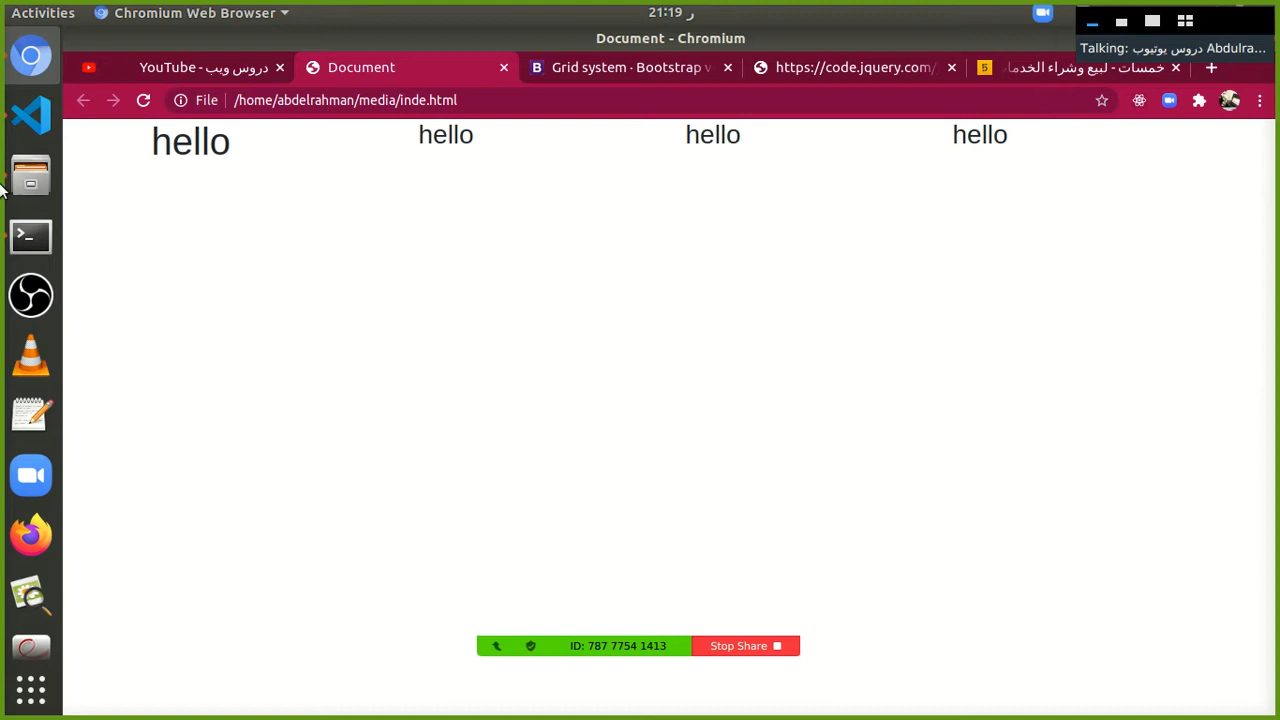 Activities
Chromium Web Browser
21:19 ر
Document - Chromium
Talking: دروس يوتيوب Abdulra...
دروس ويب - YouTube
Document
Grid system · Bootstrap v
https://code.jquery.com/
خمسات - لبيع وشراء الخدمات
File
/home/abdelrahman/media/inde.html
hello
hello
hello
hello
ID: 787 7754 1413
Stop Share